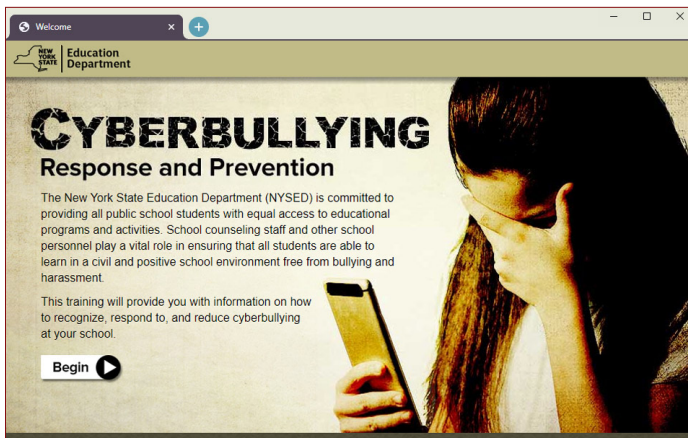 Welcome
NEW
YORK
STATE
Education
Department
CYBERBULLYING
Response and Prevention
The New York State Education Department (NYSED) is committed to
providing all public school students with equal access to educational
programs and activities. School counseling staff and other school
personnel play a vital role in ensuring that all students are able to
learn in a civil and positive school environment free from bullying and
harassment.
This training will provide you with information on how
to recognize, respond to, and reduce cyberbullying
at your school.
Begin